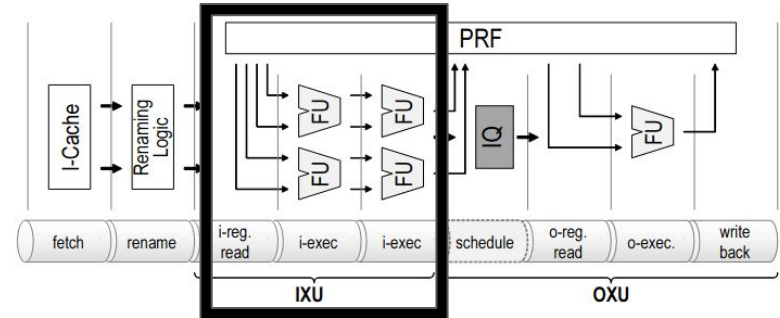 PRF
I-Cache
Renaming
Logic
FU
FU
FU
FU
IQ
FU
fetch
rename
i-reg.
read
i-exec
i-exec
schedule
o-reg.
read
o-exec.
write
back
IXU
OXU